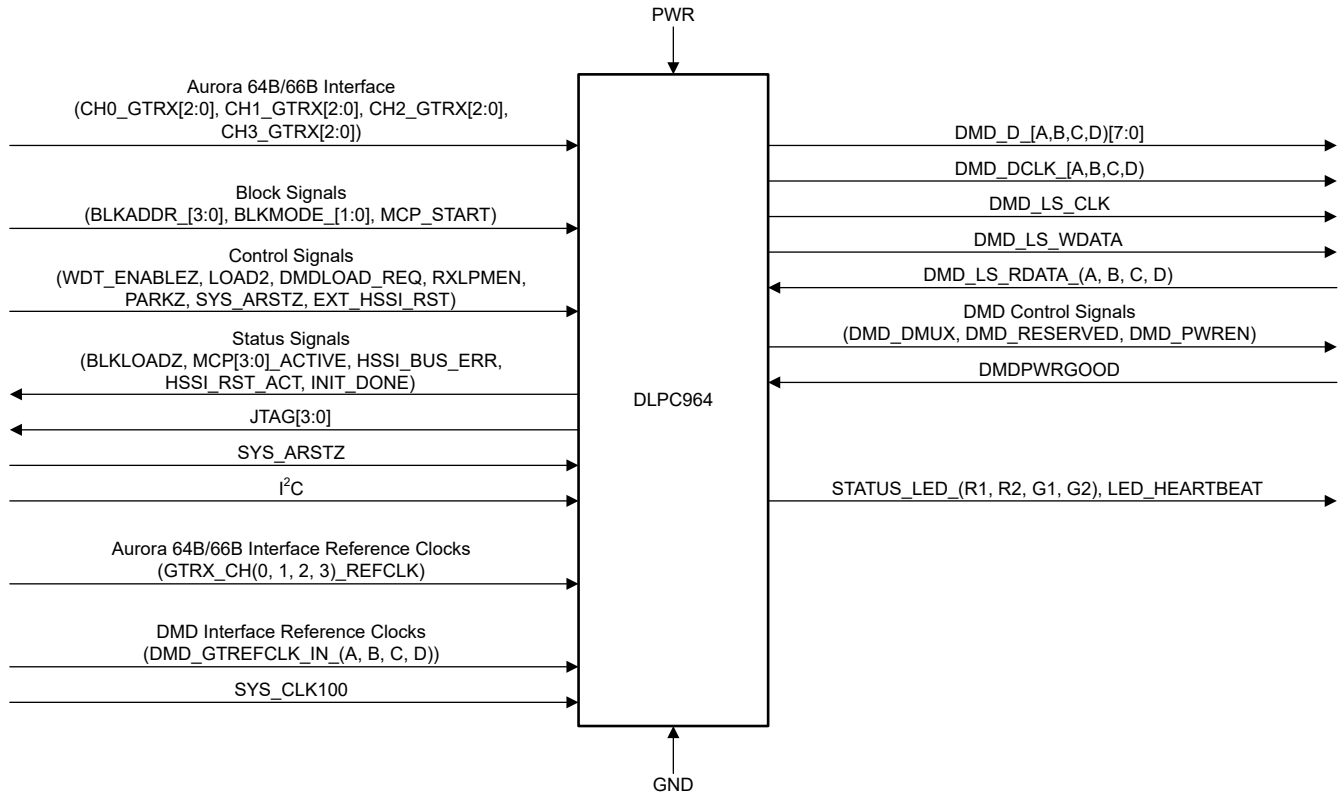 PWR
Aurora 64B/66B Interface
(CH0_GTRX[2:0], CH1_GTRX[2:0], CH2_GTRX[2:0],
CH3_GTRX[2:0])
Block Signals
(BLKADDR_[3:0], BLKMODE_[1:0], MCP_START)
Control Signals
(WDT_ENABLEZ, LOAD2, DMDLOAD_REQ, RXLPMEN,
PARKZ, SYS_ARSTZ, EXT_HSSI_RST)
Status Signals
(BLKLOADZ, MCP[3:0]_ACTIVE, HSSI_BUS_ERR,
HSSI_RST_ACT, INIT_DONE)
JTAG[3:0]
SYS_ARSTZ
I²C
Aurora 64B/66B Interface Reference Clocks
(GTRX_CH(0, 1, 2, 3)_REFCLK)
DMD Interface Reference Clocks
(DMD_GTREFCLK_IN_(A, B, C, D))
SYS_CLK100
DLPC964
DMD_D_[A,B,C,D)[7:0]
DMD_DCLK_[A,B,C,D)
DMD_LS_CLK
DMD_LS_WDATA
DMD_LS_RDATA_(A, B, C, D)
DMD Control Signals
(DMD_DMUX, DMD_RESERVED, DMD_PWREN)
DMDPWRGOOD
STATUS_LED_(R1, R2, G1, G2), LED_HEARTBEAT
GND